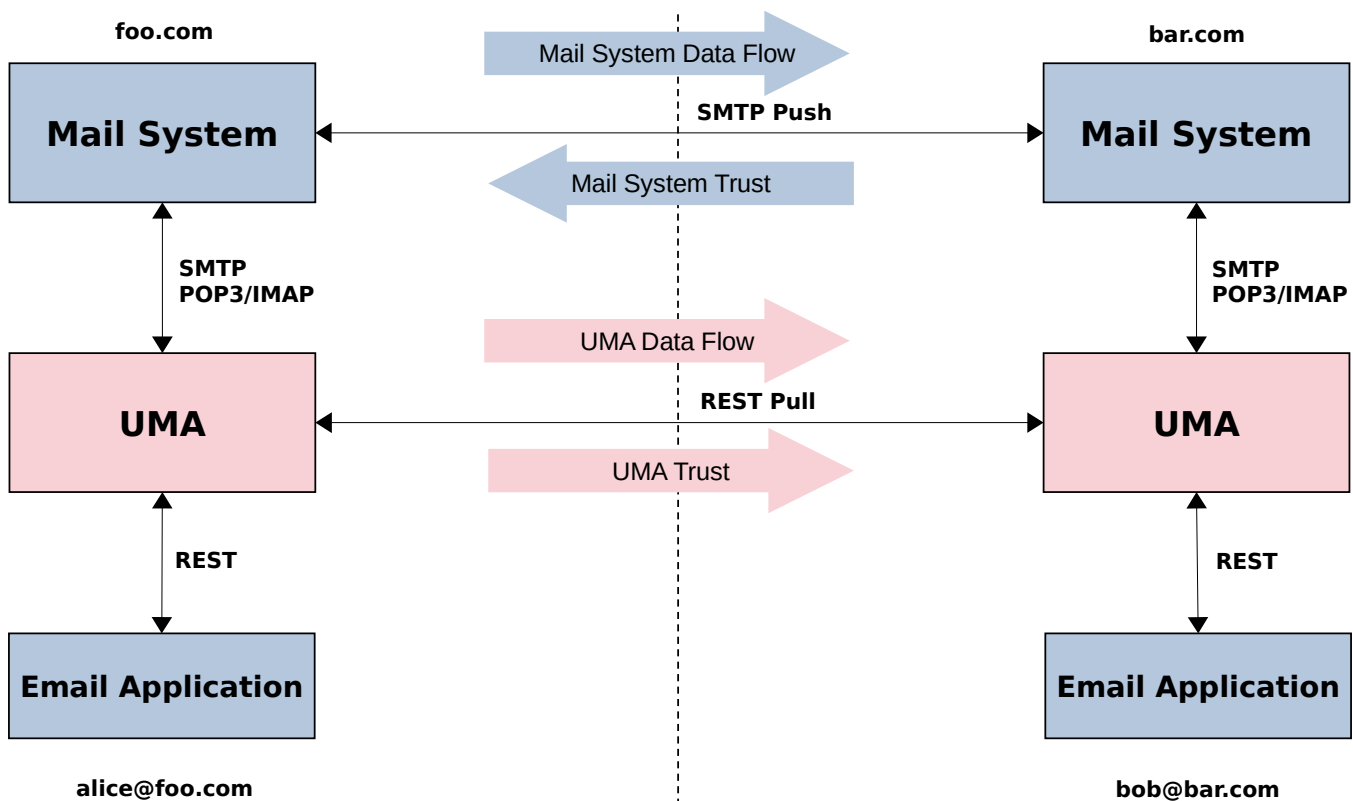 foo.com
bar.com
Mail System Data Flow
Mail System
SMTP Push
Mail System
Mail System Trust
SMTP
POP3/IMAP
SMTP
POP3/IMAP
UMA Data Flow
UMA
REST Pull
UMA
UMA Trust
REST
REST
Email Application
Email Application
alice@foo.com
bob@bar.com